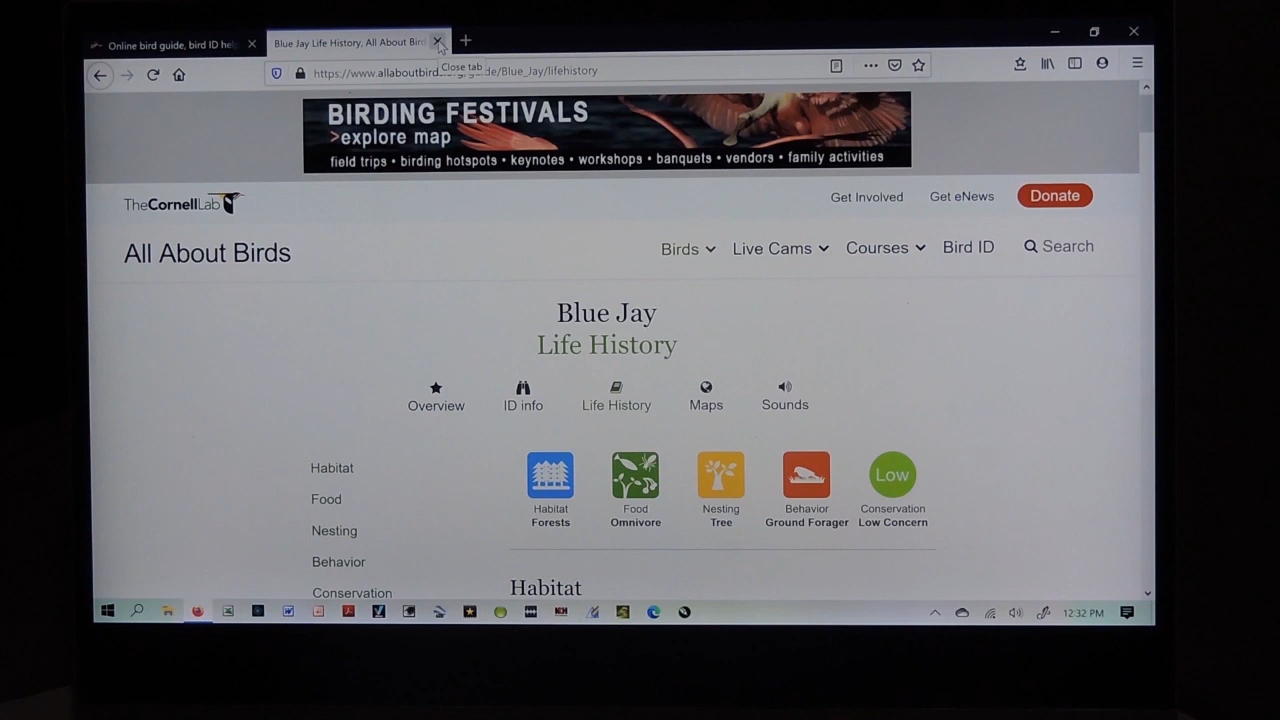 Online bird guide, bird ID hel
Blue Jay Life History, All About Bird
Close tab
https://www.allaboutbird
de/Blue_Jay/lifehistory
BIRDING FESTIVALS
>explore map
field trips • birding hotspots • keynotes • workshops • banquets • vendors • family activities
TheCornellLab
Get Involved
Get eNews
Donate
All About Birds
Birds
Live Cams
Courses
Bird ID
Search
Blue Jay
Life History
Overview
ID info
Life History
Maps
Sounds
Habitat
Food
Nesting
Behavior
Conservation
Low
Habitat
Forests
Food
Omnivore
Nesting
Tree
Behavior
Ground Forager
Conservation
Low Concern
Habitat
12:32 PM